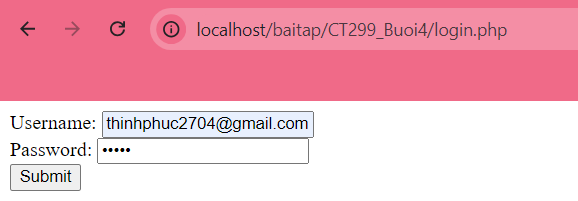 localhost/baitap/CT299_Buoi4/login.php
Username: thinhphuc2704@gmail.com
Password: •••••
Submit